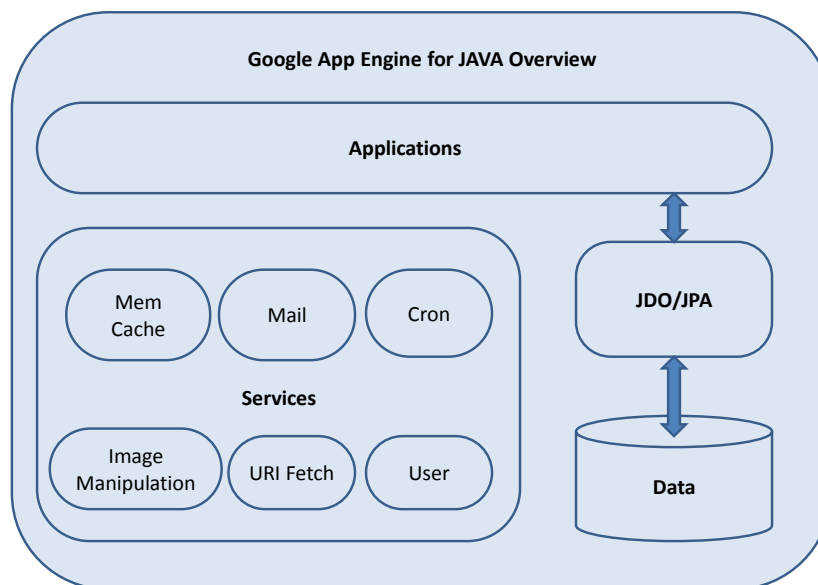 Google App Engine for JAVA Overview
Applications
Mem
Cache
Mail
Cron
Services
Image
Manipulation
URI Fetch
User
JDO/JPA
Data